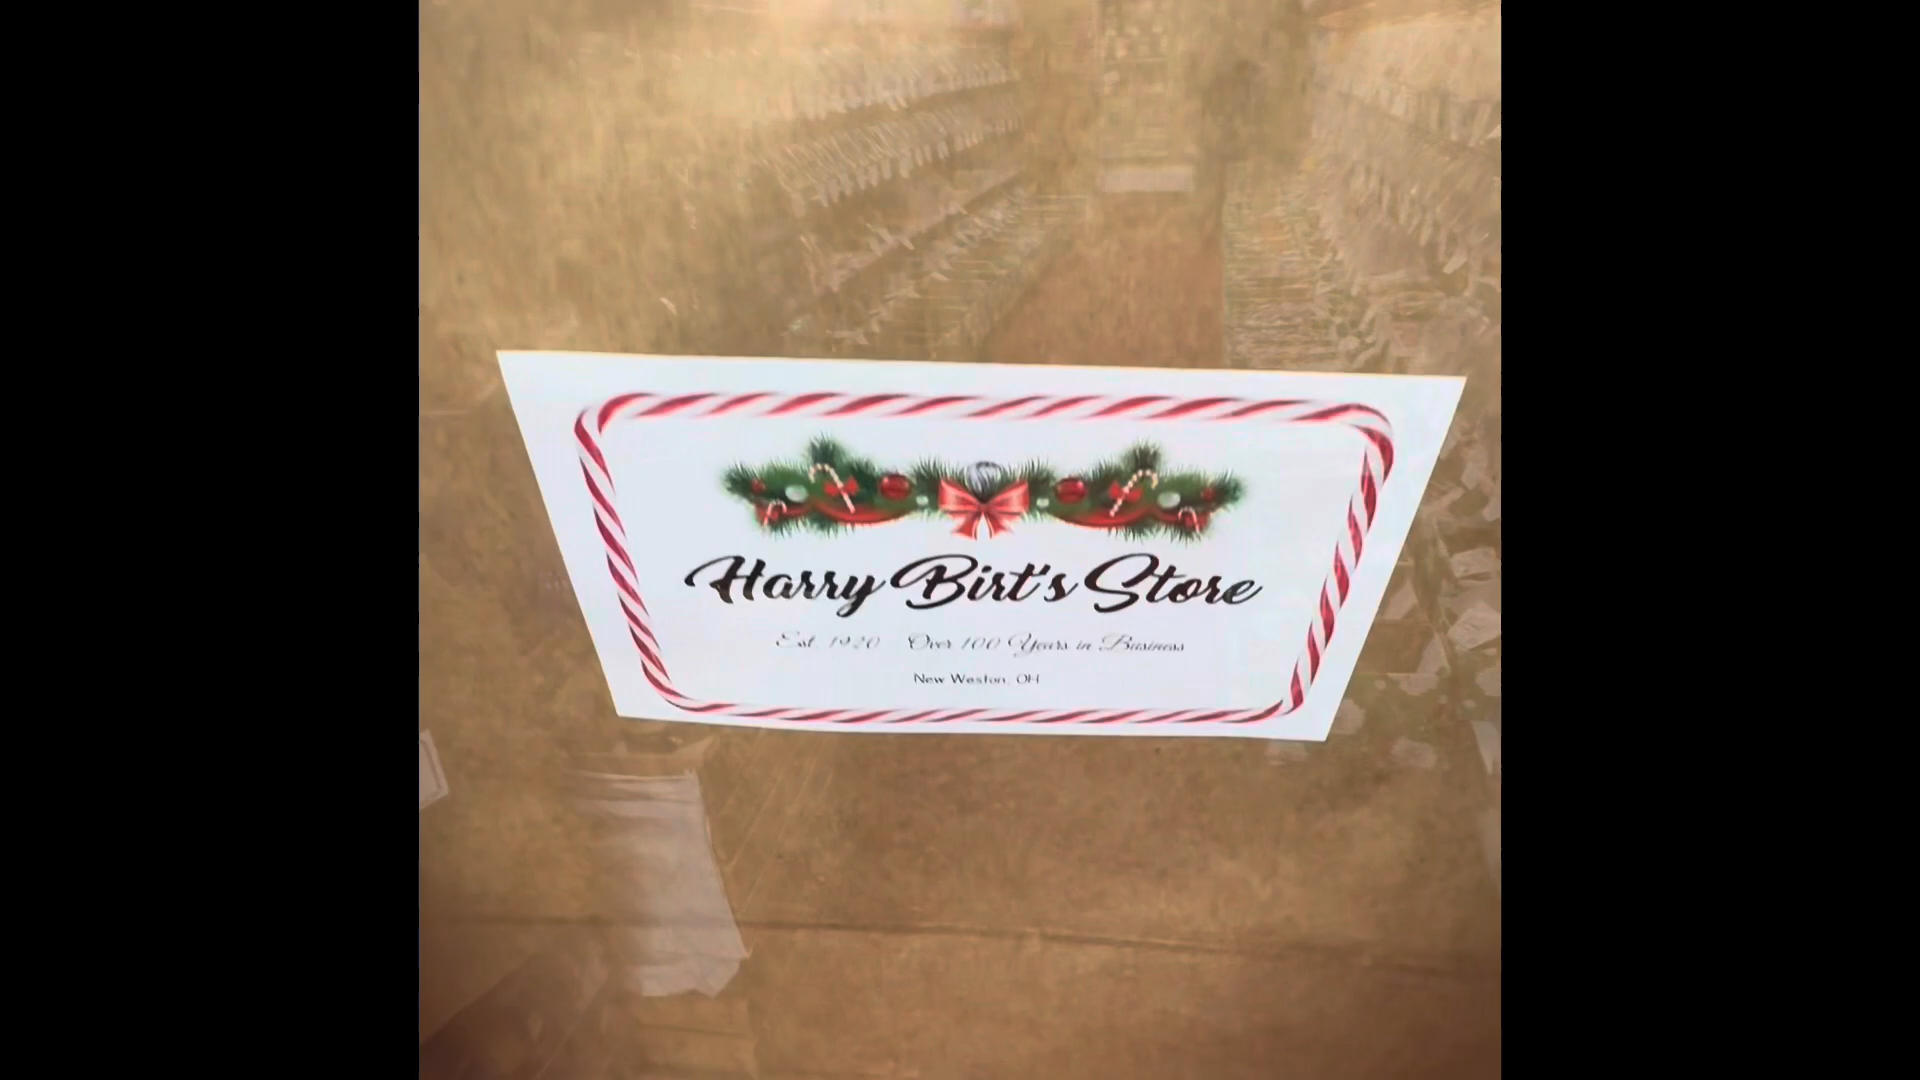 Harry Birt's Store
Est. 1920 Over 100 Years in Business
New Weston, OH